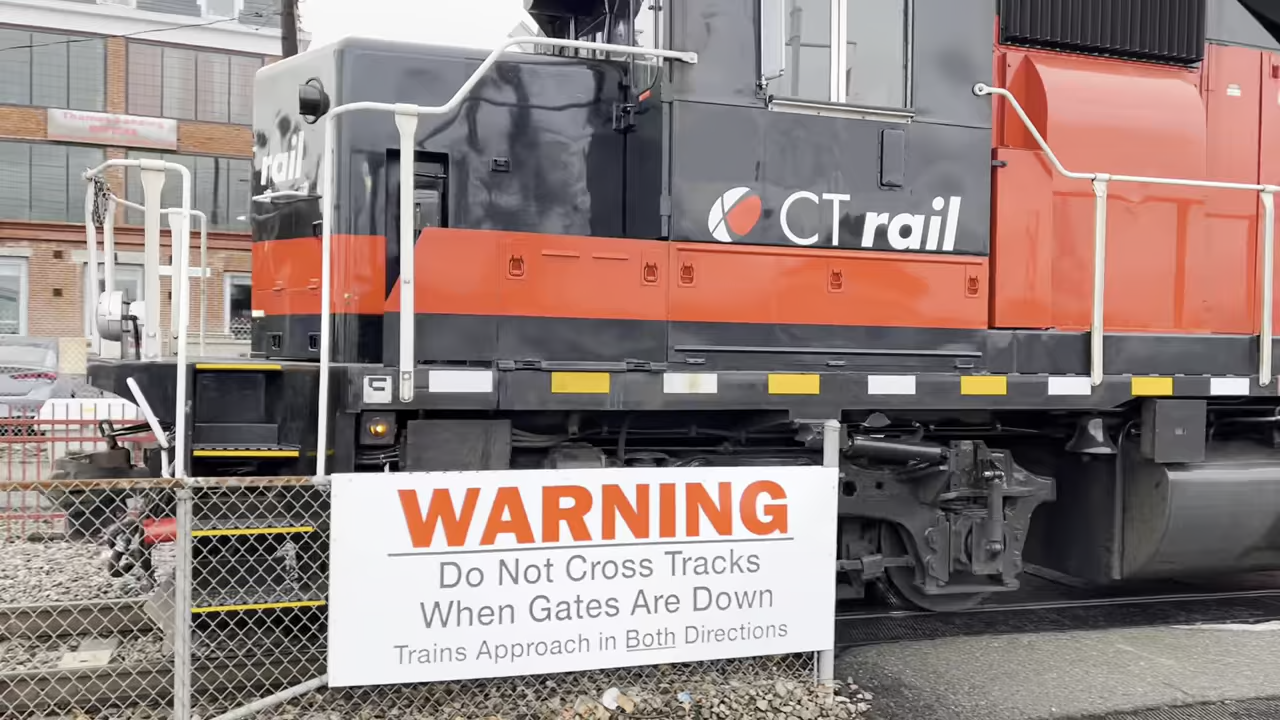 rail
CT rail
WARNING
Do Not Cross Tracks
When Gates Are Down
Trains Approach in Both Directions